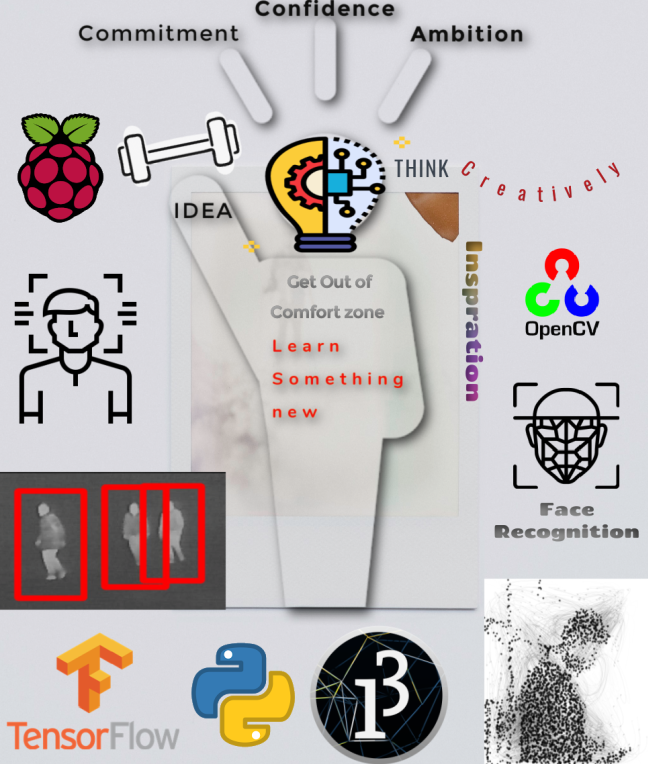 Confidence
Commitment
Ambition
THINK Creatively
IDEA
Get Out of
Comfort zone
Learn
Something
new
Inspration
OpenCV
Face
Recognition
TensorFlow
13